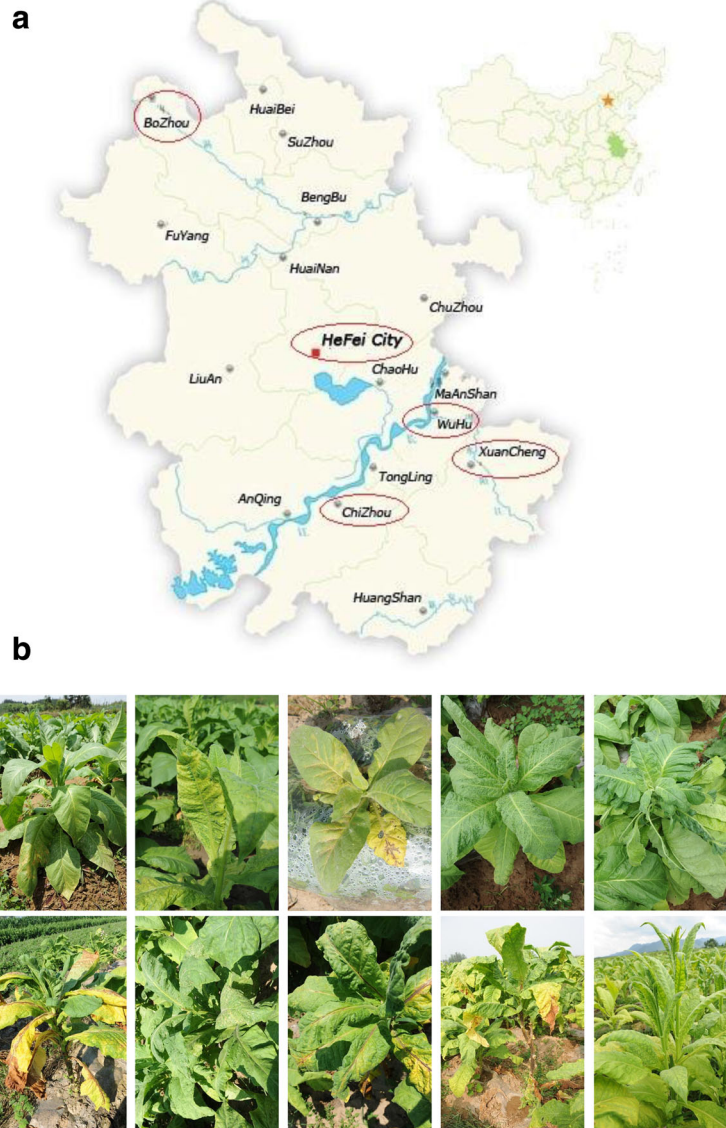 a
BoZhou
HuaiBei
SuZhou
BengBu
FuYang
HuaiNan
ChuZhou
HeFei City
LiuAn
ChaoHu
MaAnShan
WuHu
XuanCheng
TongLing
AnQing
ChiZhou
HuangShan
b